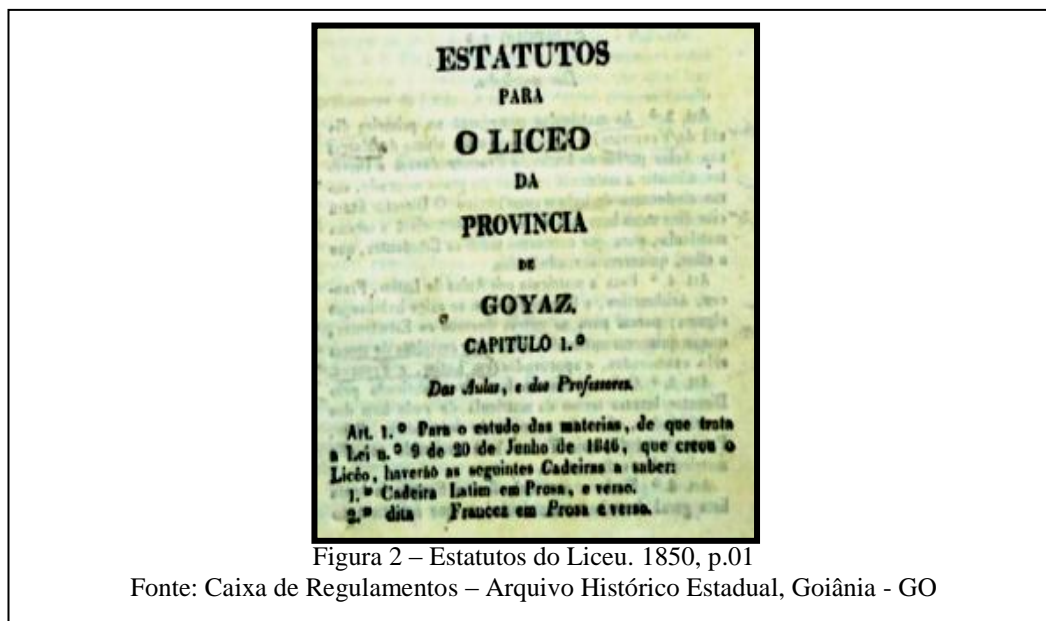 ESTATUTOS
PARA
O LICEO
DA
PROVINCIA
DE
GOYAZ.
CAPITULO 1.º
Das Aulas, e dos Professores.
Art. 1.º Para o estudo das materias, de que trata
a Lei n.º 9 de 20 de Junho de 1846, que creou o
Licêo, haverão as seguintes Cadeiras a saber:
1.ª Cadeira Latim em Prosa, e verso.
2.ª dita Francez em Prosa e verso.
Figura 2 – Estatutos do Liceu. 1850, p.01
Fonte: Caixa de Regulamentos – Arquivo Histórico Estadual, Goiânia - GO